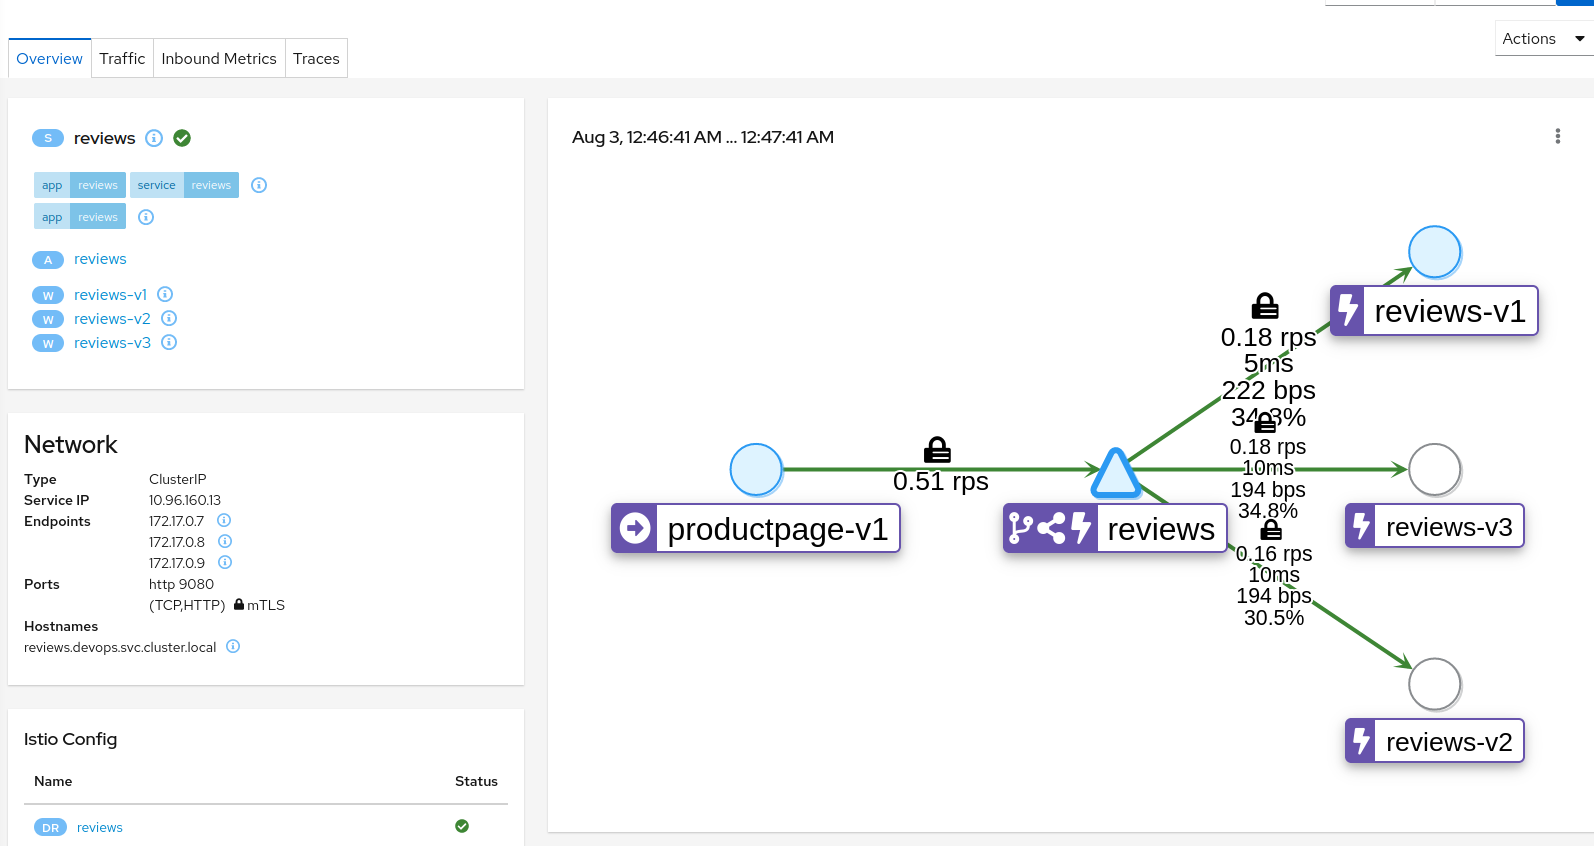 Actions
Overview Traffic Inbound Metrics Traces
S reviews
app reviews service reviews
app reviews
A reviews
W reviews-v1
W reviews-v2
W reviews-v3
Network
Type ClusterIP
Service IP 10.96.160.13
Endpoints 172.17.0.7
172.17.0.8
172.17.0.9
Ports http 9080
(TCP,HTTP) mTLS
Hostnames
reviews.devops.svc.cluster.local
Istio Config
Name Status
DR reviews
Aug 3, 12:46:41 AM ... 12:47:41 AM
reviews-v1
0.18 rps
5ms
222 bps
34.3%
0.51 rps
0.18 rps
10ms
194 bps
34.8%
productpage-v1
reviews
reviews-v3
0.16 rps
10ms
194 bps
30.5%
reviews-v2